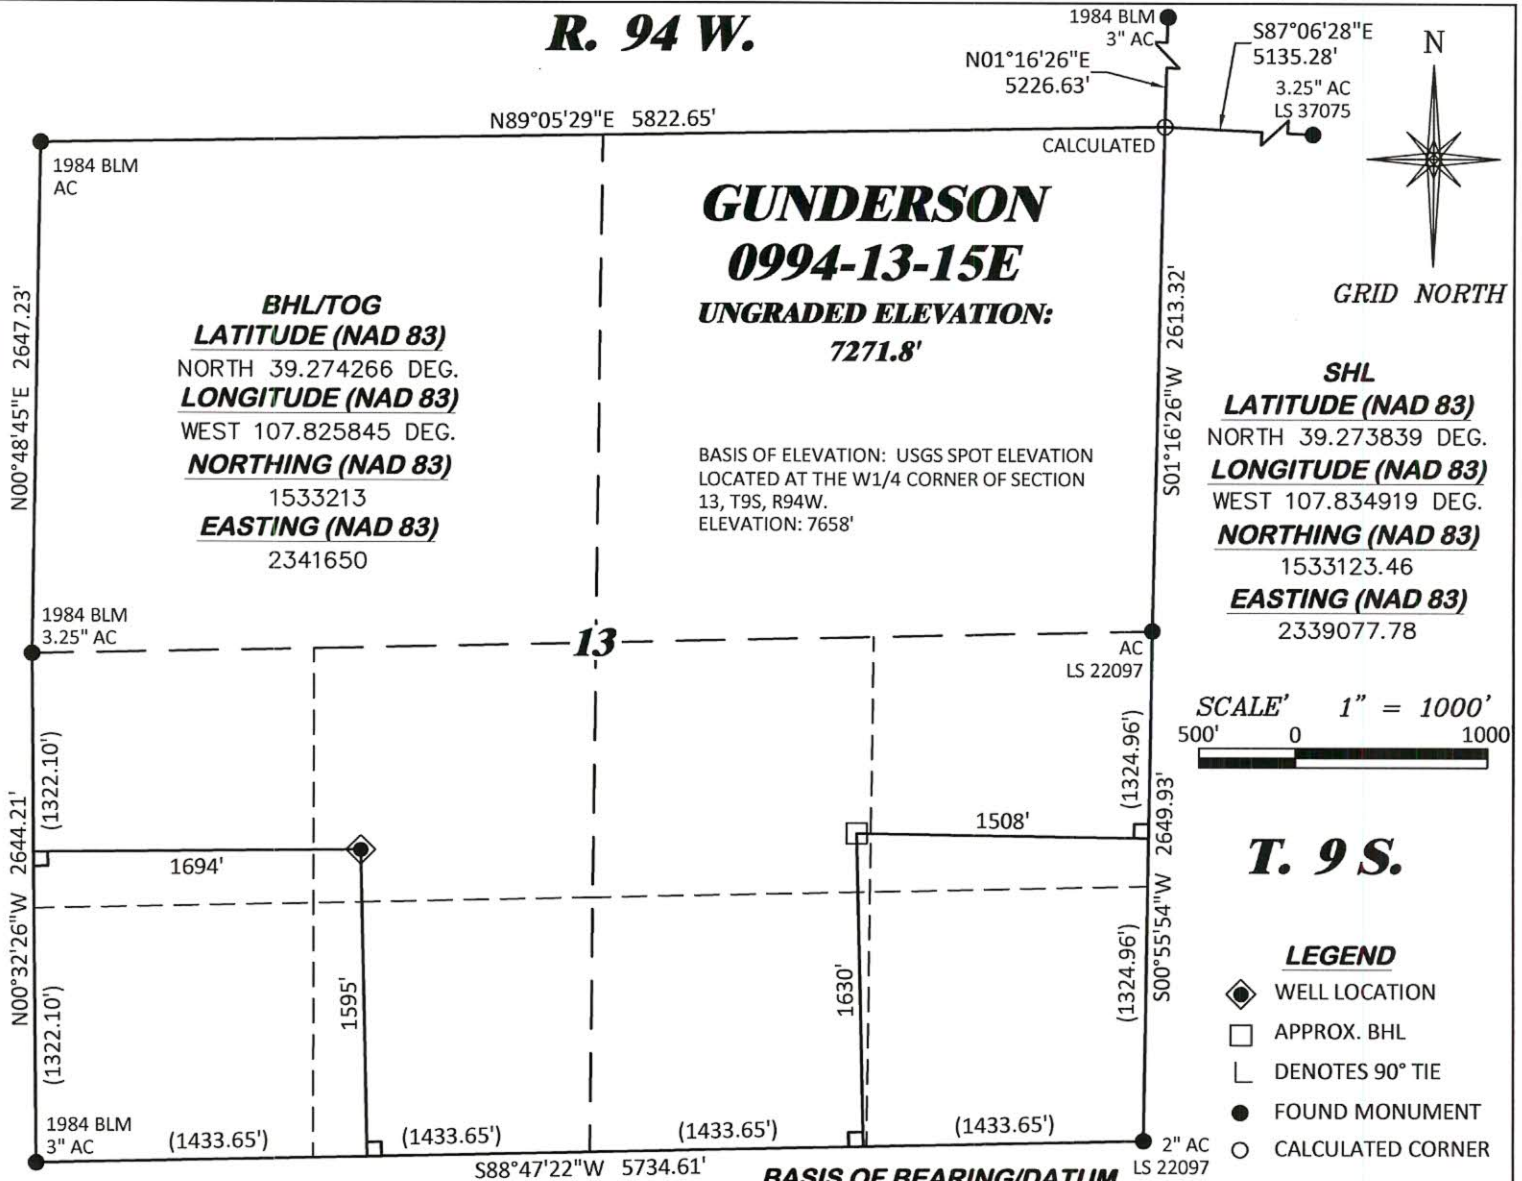 R. 94 W.
1984 BLM
3" AC
S87°06'28"E
5135.28'
N01°16'26"E
5226.63'
3.25" AC
LS 37075
N
N89°05'29"E 5822.65'
CALCULATED
1984 BLM
AC
GUNDERSON
0994-13-15E
UNGRADED ELEVATION:
7271.8'
GRID NORTH
N00°48'45"E 2647.23'
BHL/TOG
LATITUDE (NAD 83)
NORTH 39.274266 DEG.
LONGITUDE (NAD 83)
WEST 107.825845 DEG.
NORTHING (NAD 83)
1533213
EASTING (NAD 83)
2341650
BASIS OF ELEVATION: USGS SPOT ELEVATION
LOCATED AT THE W1/4 CORNER OF SECTION
13, T9S, R94W.
ELEVATION: 7658'
S01°16'26"W 2613.32'
SHL
LATITUDE (NAD 83)
NORTH 39.273839 DEG.
LONGITUDE (NAD 83)
WEST 107.834919 DEG.
NORTHING (NAD 83)
1533123.46
EASTING (NAD 83)
2339077.78
1984 BLM
3.25" AC
13
AC
LS 22097
SCALE' 1" = 1000'
500' 0 1000
(1322.10')
(1324.96')
N00°32'26"W 2644.21'
1694'
1508'
S00°55'54"W 2649.93'
T. 9 S.
1595'
1630'
(1322.10')
(1324.96')
LEGEND
WELL LOCATION
APPROX. BHL
DENOTES 90° TIE
FOUND MONUMENT
CALCULATED CORNER
1984 BLM
3" AC
(1433.65')
(1433.65')
(1433.65')
(1433.65')
2" AC
LS 22097
S88°47'22"W 5734.61'
BASIS OF BEARING/DATUM